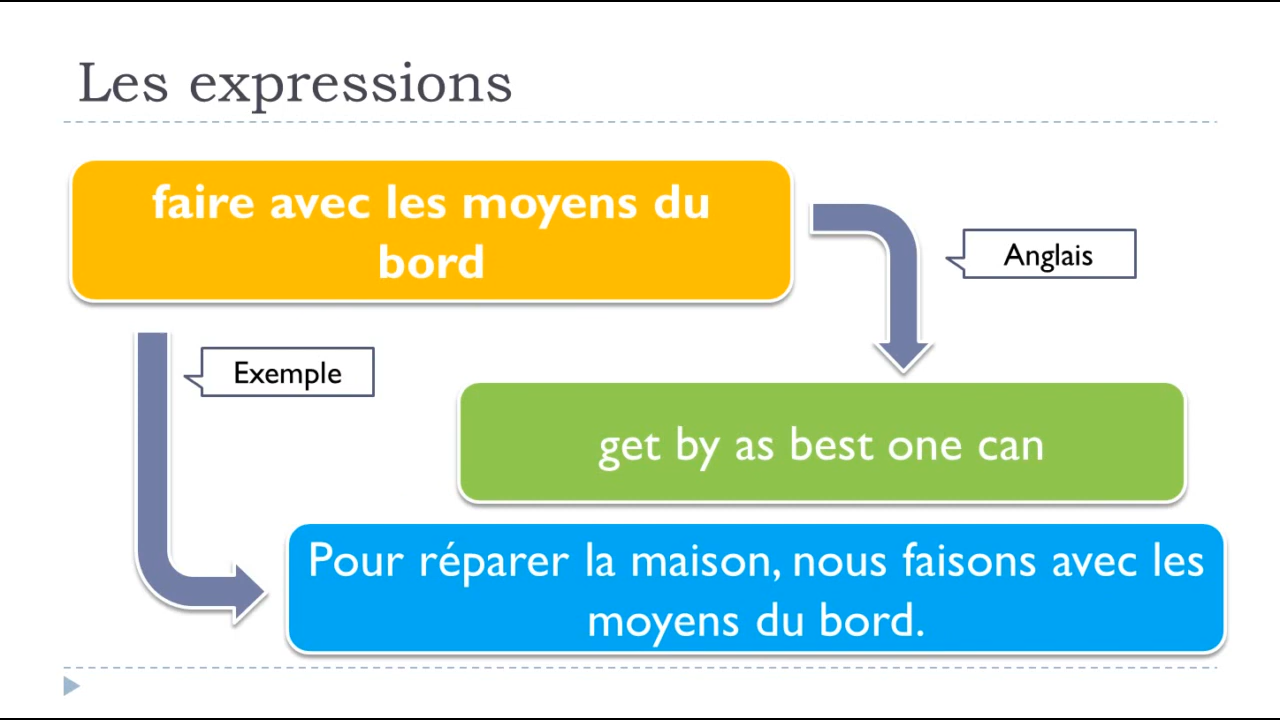 Les expressions
faire avec les moyens du
bord
Anglais
Exemple
get by as best one can
Pour réparer la maison, nous faisons avec les
moyens du bord.